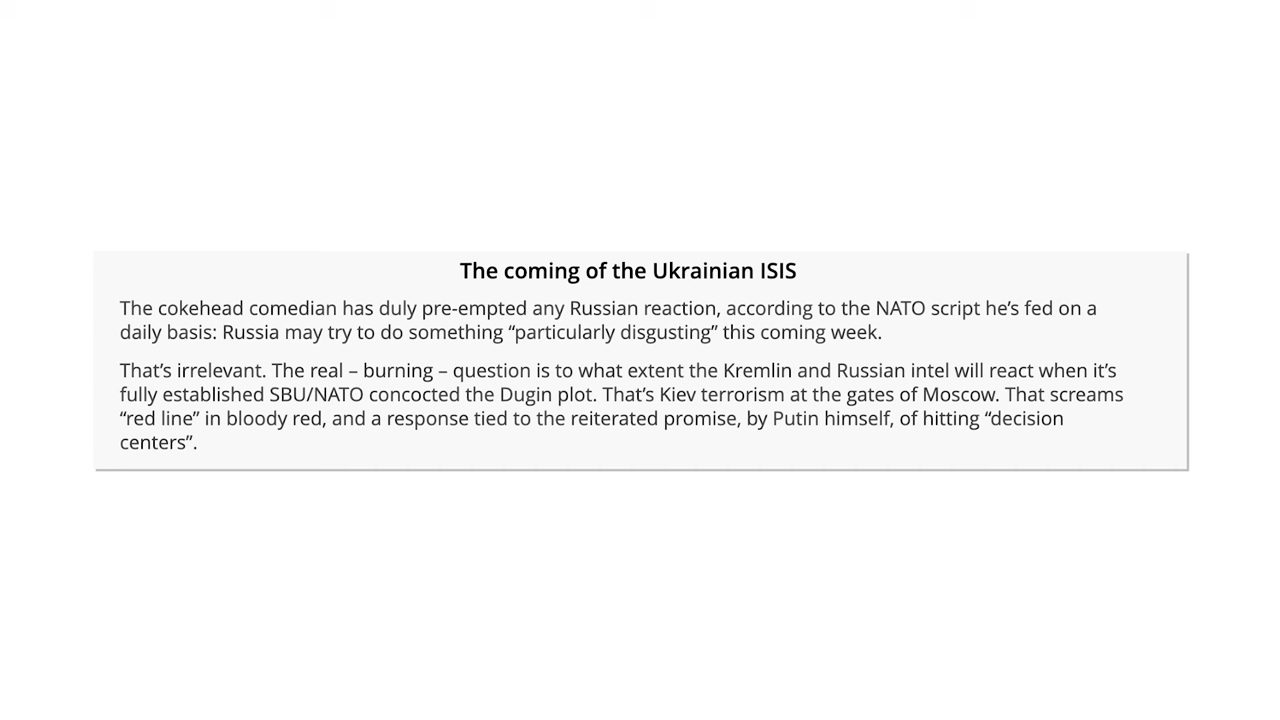 The coming of the Ukrainian ISIS
The cokehead comedian has duly pre-empted any Russian reaction, according to the NATO script he’s fed on a
daily basis: Russia may try to do something “particularly disgusting” this coming week.
That’s irrelevant. The real – burning – question is to what extent the Kremlin and Russian intel will react when it’s
fully established SBU/NATO concocted the Dugin plot. That’s Kiev terrorism at the gates of Moscow. That screams
“red line” in bloody red, and a response tied to the reiterated promise, by Putin himself, of hitting “decision
centers”.